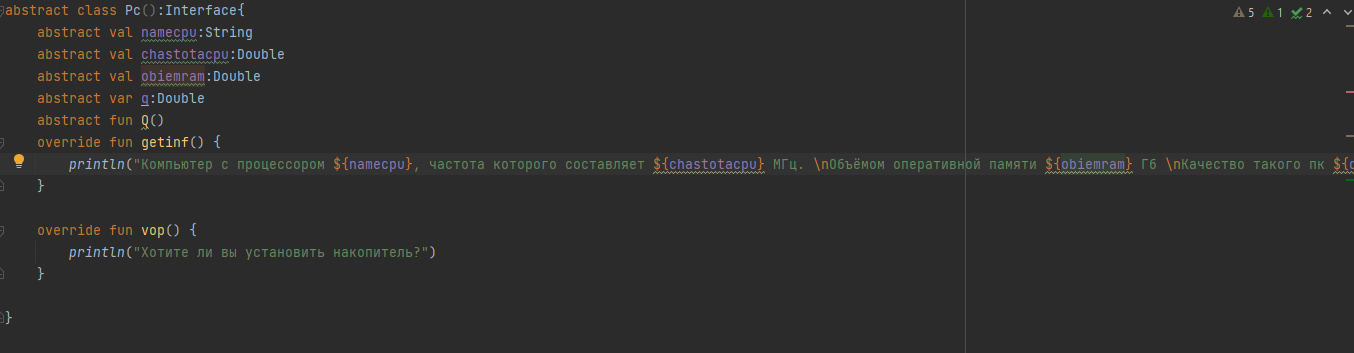 abstract class Pc():Interface{
abstract val namecpu:String
abstract val chastotacpu:Double
abstract val obiemram:Double
abstract var q:Double
abstract fun Q()
override fun getinf() {
println("Компьютер с процессором ${namecpu}, частота которого составляет ${chastotacpu} МГц. \nОбъёмом оперативной памяти ${obiemram} Гб \nКачество такого пк ${
}
override fun vop() {
println("Хотите ли вы установить накопитель?")
}
}
5 1 2